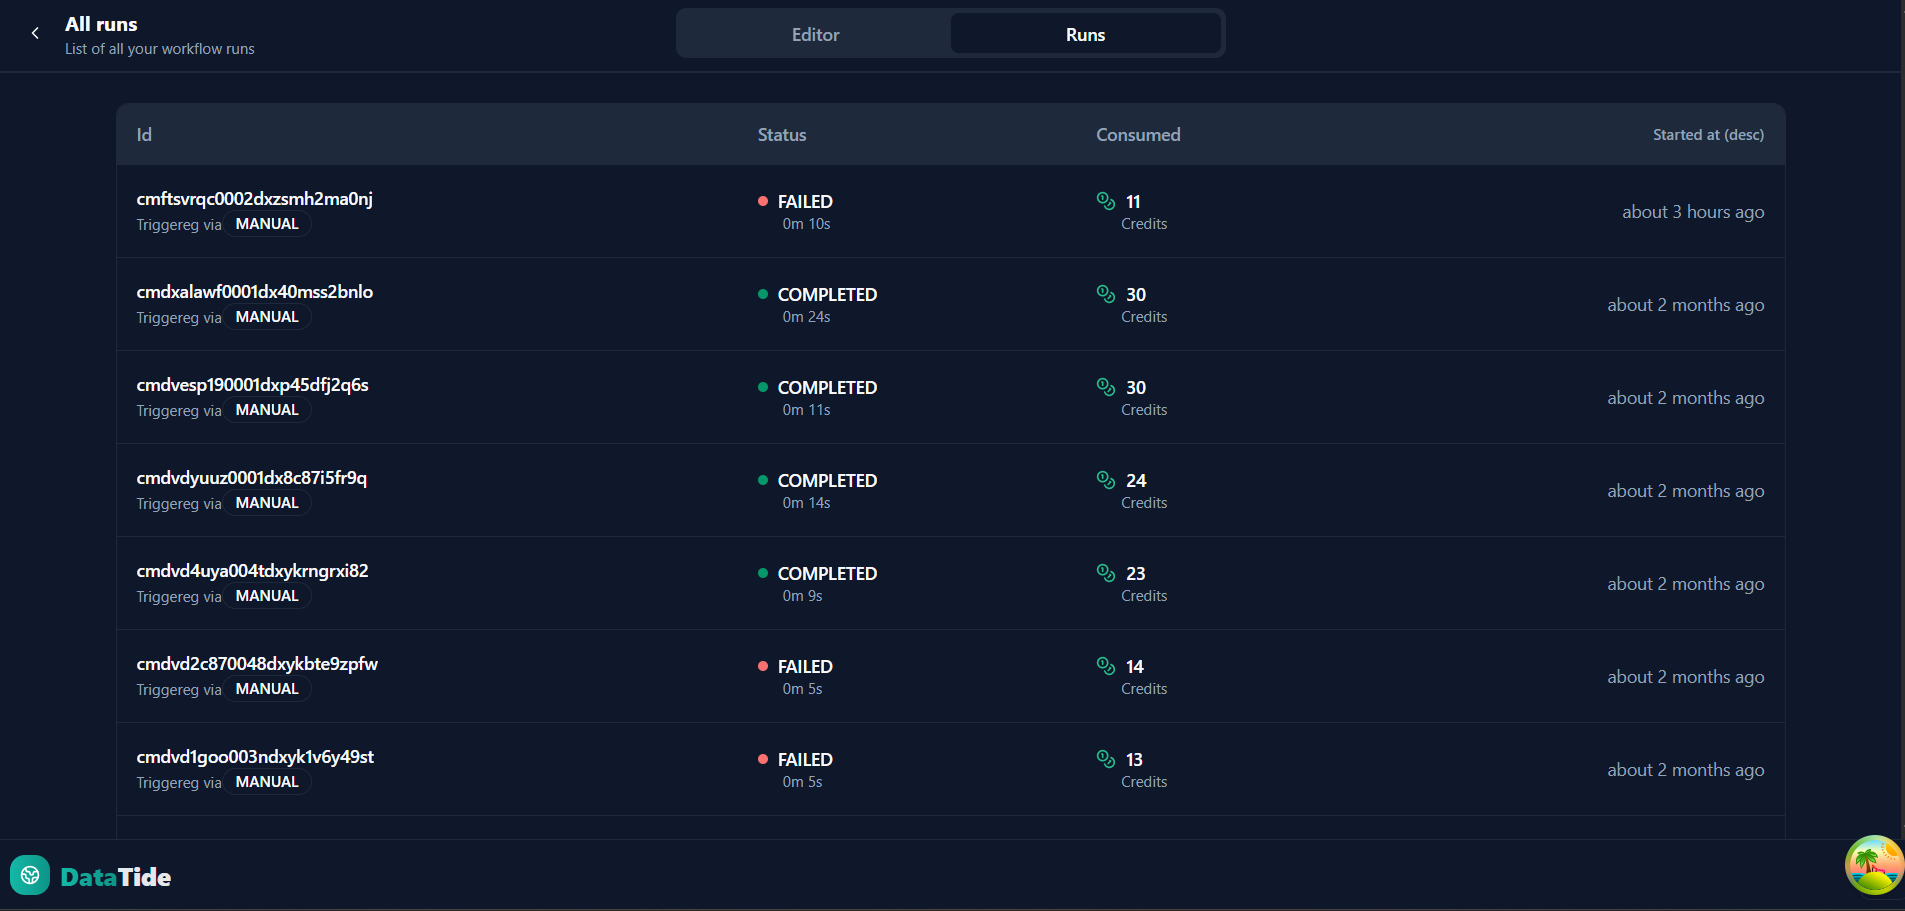 All runs
List of all your workflow runs
Editor
Runs
Id
Status
Consumed
Started at (desc)
cmftsvrqc0002dxzsmh2ma0nj
FAILED
11
about 3 hours ago
Triggereg via MANUAL
0m 10s
Credits
cmdxalawf0001dx40mss2bnlo
COMPLETED
30
about 2 months ago
Triggereg via MANUAL
0m 24s
Credits
cmdvesp190001dxp45dfj2q6s
COMPLETED
30
about 2 months ago
Triggereg via MANUAL
0m 11s
Credits
cmdvdyuuz0001dx8c87i5fr9q
COMPLETED
24
about 2 months ago
Triggereg via MANUAL
0m 14s
Credits
cmdvd4uya004tdxykrngrxi82
COMPLETED
23
about 2 months ago
Triggereg via MANUAL
0m 9s
Credits
cmdvd2c870048dxykbte9zpfw
FAILED
14
about 2 months ago
Triggereg via MANUAL
0m 5s
Credits
cmdvd1goo003ndxyk1v6y49st
FAILED
13
about 2 months ago
Triggereg via MANUAL
0m 5s
Credits
DataTide